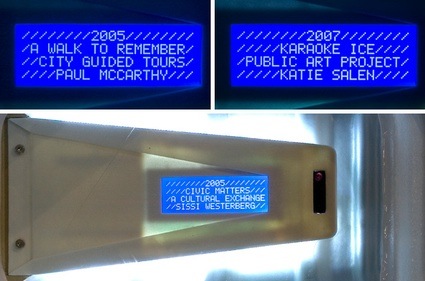 ////////2005////////
/A WALK TO REMEMBER/
//CITY GUIDED TOURS/
////PAUL MCCARTHY///
////////2007////////
//////KARAOKE ICE///
/PUBLIC ART PROJECT/
//////KATIE SALEN///
////////2005////////
////CIVIC MATTERS///
/A CULTURAL EXCHANGE
//SISSI WESTERBERG//